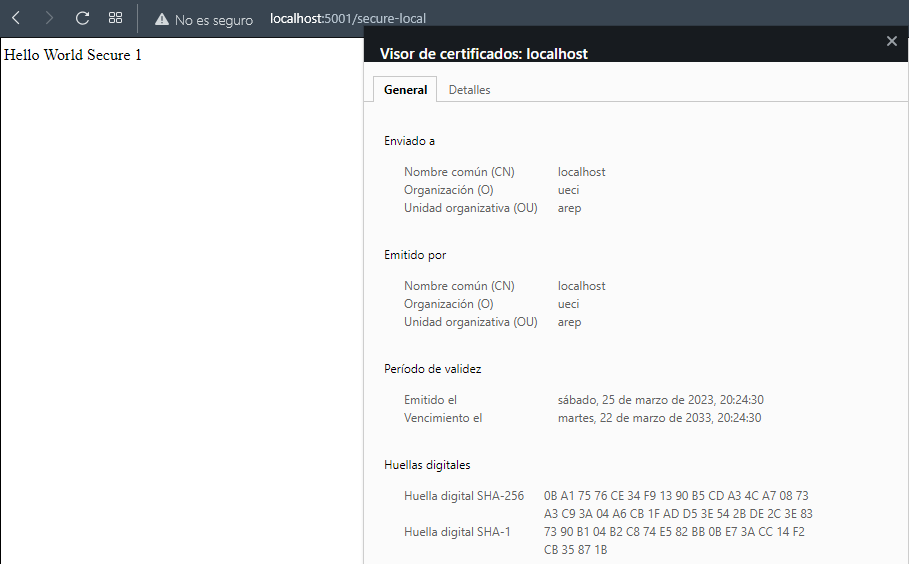 No es seguro localhost:5001/secure-local
Hello World Secure 1
Visor de certificados: localhost
General Detalles
Enviado a
Nombre común (CN) localhost
Organización (O) ueci
Unidad organizativa (OU) arep
Emitido por
Nombre común (CN) localhost
Organización (O) ueci
Unidad organizativa (OU) arep
Período de validez
Emitido el sábado, 25 de marzo de 2023, 20:24:30
Vencimiento el martes, 22 de marzo de 2033, 20:24:30
Huellas digitales
Huella digital SHA-256 0B A1 75 76 CE 34 F9 13 90 B5 CD A3 4C A7 08 73
A3 C9 3A 04 A6 CB 1F AD D5 3E 54 2B DE 2C 3E 83
Huella digital SHA-1 73 90 B1 04 B2 C8 74 E5 82 BB 0B E7 3A CC 14 F2
CB 35 87 1B